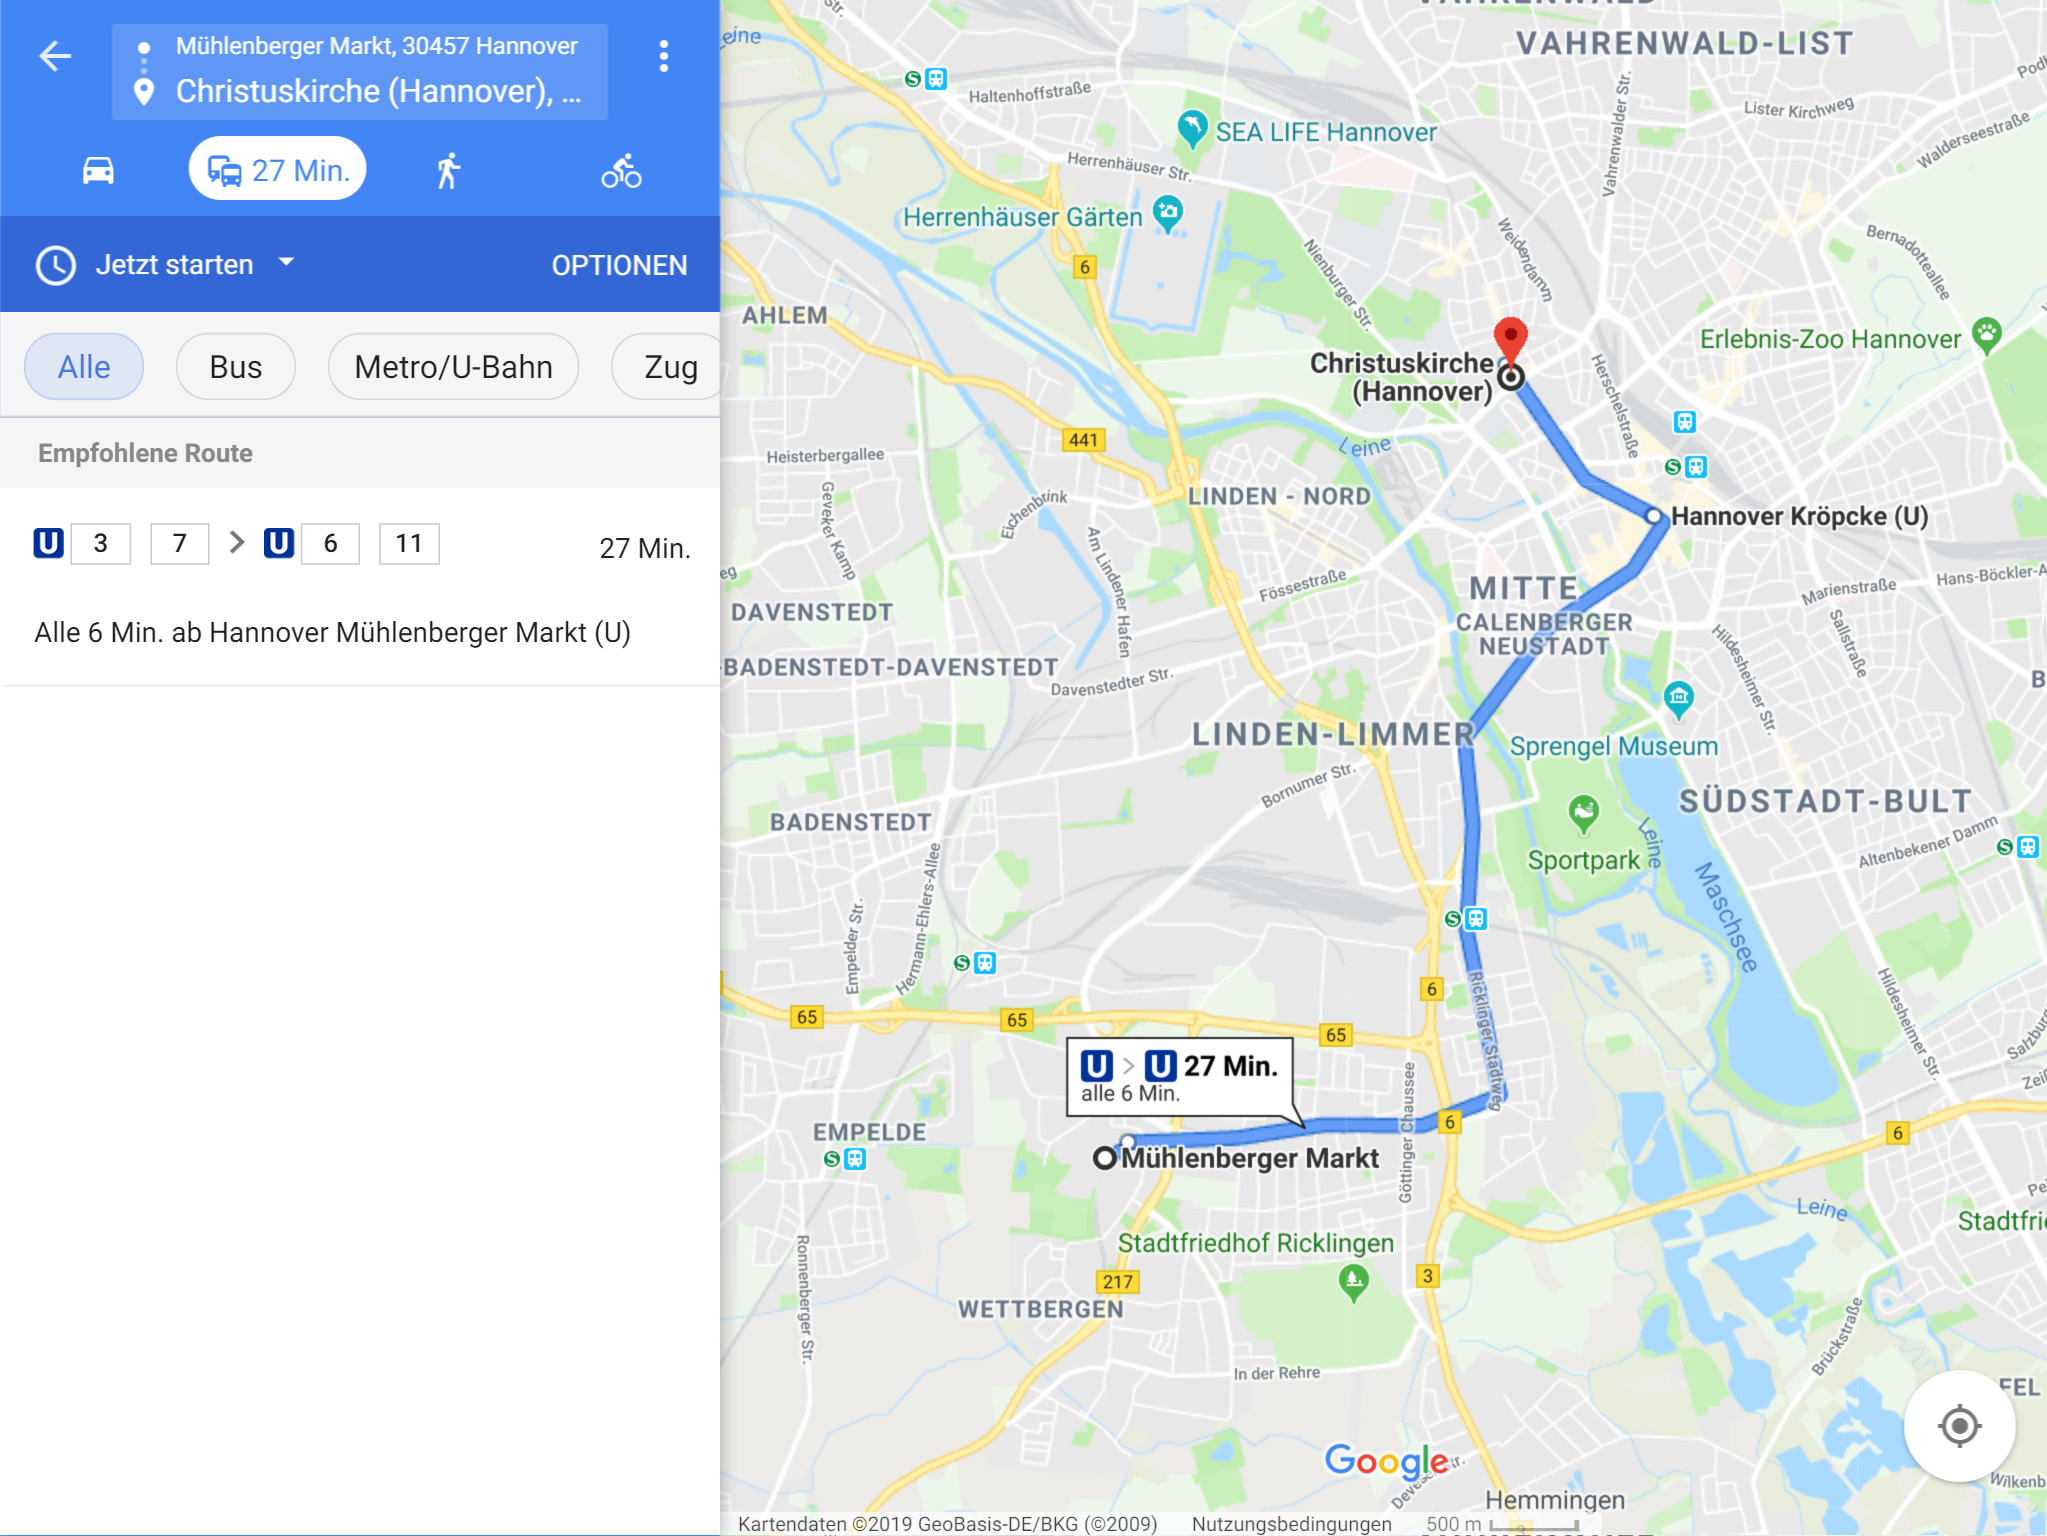 Mühlenberger Markt, 30457 Hannover
Christuskirche (Hannover), ...
27 Min.
Jetzt starten
OPTIONEN
Alle
Bus
Metro/U-Bahn
Zug
Empfohlene Route
U 3 7 > U 6 11
27 Min.
Alle 6 Min. ab Hannover Mühlenberger Markt (U)
VAHRENWALD-LIST
Leine
S
Haltenhoffstraße
SEA LIFE Hannover
Herrenhäuser Str.
Vahrenwalder Str.
Lister Kirchweg
Walderseestraße
Herrenhäuser Gärten
Nienburger Str.
Weidendamm
Bernadotteallee
6
AHLEM
Christuskirche
(Hannover)
Erlebnis-Zoo Hannover
Herschelstraße
441
Leine
Heisterbergallee
S
LINDEN - NORD
Geveker Kamp
Eichenbrink
Hannover Kröpcke (U)
Am Lindener Hafen
Fössestraße
MITTE
Marienstraße
Hans-Böckler-A
DAVENSTEDT
CALENBERGER
NEUSTADT
Sallstraße
Hildesheimer Str.
-BADENSTEDT-DAVENSTEDT
Davenstedter Str.
LINDEN-LIMMER
Sprengel Museum
Bornumer Str.
SÜDSTADT-BULT
BADENSTEDT
Leine
Sportpark
Altenbekener Damm
S
Maschsee
Hermann-Ehlers-Allee
Empelder Str.
S
S
6
Ricklinger Stadtweg
Hildesheimer Str.
65
65
65
U > U 27 Min.
alle 6 Min.
Göttinger Chaussee
6
EMPELDE
S
6
Mühlenberger Markt
Leine
Stadtfri
Stadtfriedhof Ricklingen
Ronnenberger Str.
217
3
WETTBERGEN
In der Rehre
Brückstraße
Google
Hemmingen
Kartendaten ©2019 GeoBasis-DE/BKG (©2009)
Nutzungsbedingungen
500 m